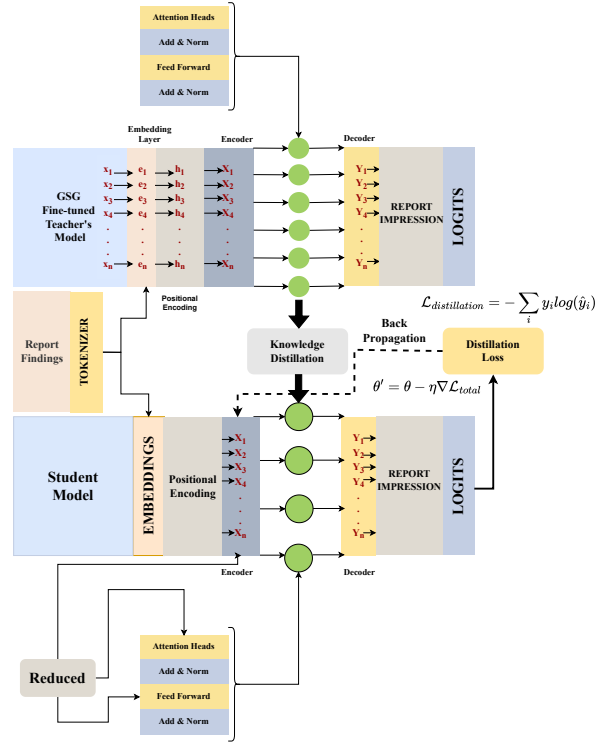 Attention Heads
Add & Norm
Feed Forward
Add & Norm
Embedding
Layer
Encoder
Decoder
GSG
Fine-tuned
Teacher's
Model
x1 e1 h1 X1
x2 e2 h2 X2
x3 e3 h3 X3
x4 e4 h4 X4
. . . .
. . . .
. . . .
xn en hn Xn
Y1
Y2
Y3
Y4
.
.
.
Yn
REPORT
IMPRESSION
LOGITS
Positional
Encoding
Report
Findings
TOKENIZER
Knowledge
Distillation
Back
Propagation
ℒdistillation = − ∑i yilog(ŷi)
Distillation
Loss
θ′ = θ − η∇ℒtotal
Student
Model
EMBEDDINGS
Positional
Encoding
X1
X2
X3
X4
.
.
.
Xn
Y1
Y2
Y3
Y4
.
.
.
Yn
REPORT
IMPRESSION
LOGITS
Encoder
Decoder
Reduced
Attention Heads
Add & Norm
Feed Forward
Add & Norm